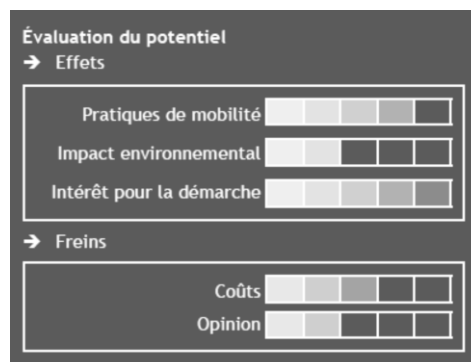 Évaluation du potentiel
➔ Effets
Pratiques de mobilité
Impact environnemental
Intérêt pour la démarche
➔ Freins
Coûts
Opinion